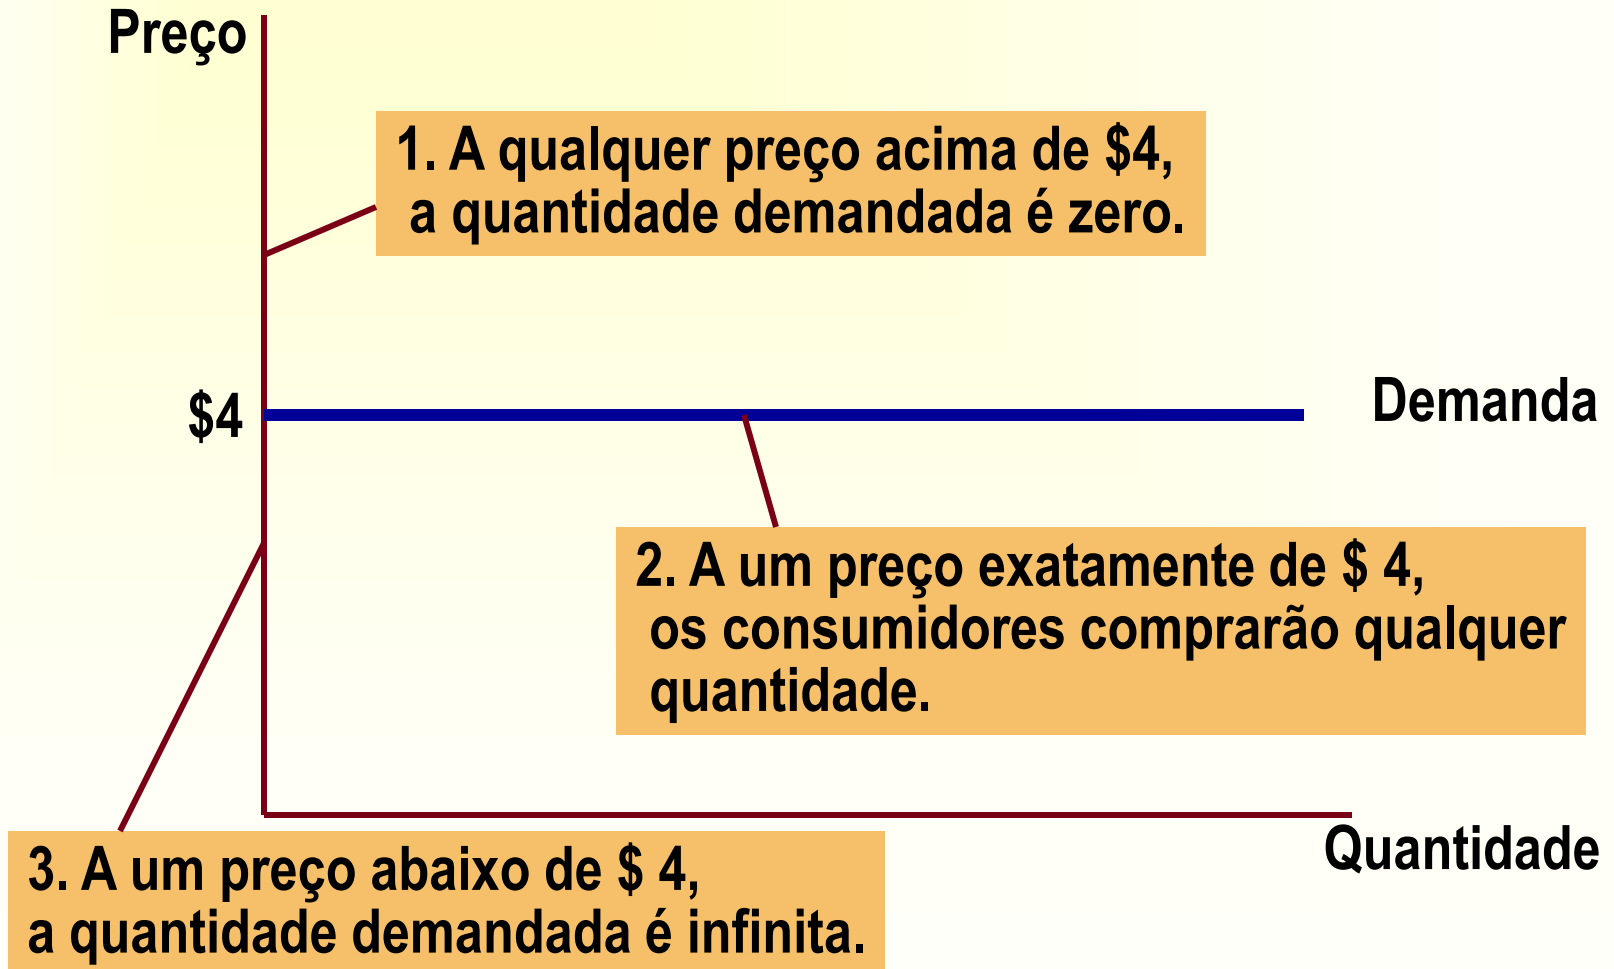 Preço
1. A qualquer preço acima de $4,
a quantidade demandada é zero.
$4
Demanda
2. A um preço exatamente de $ 4,
os consumidores comprarão qualquer
quantidade.
Quantidade
3. A um preço abaixo de $ 4,
a quantidade demandada é infinita.